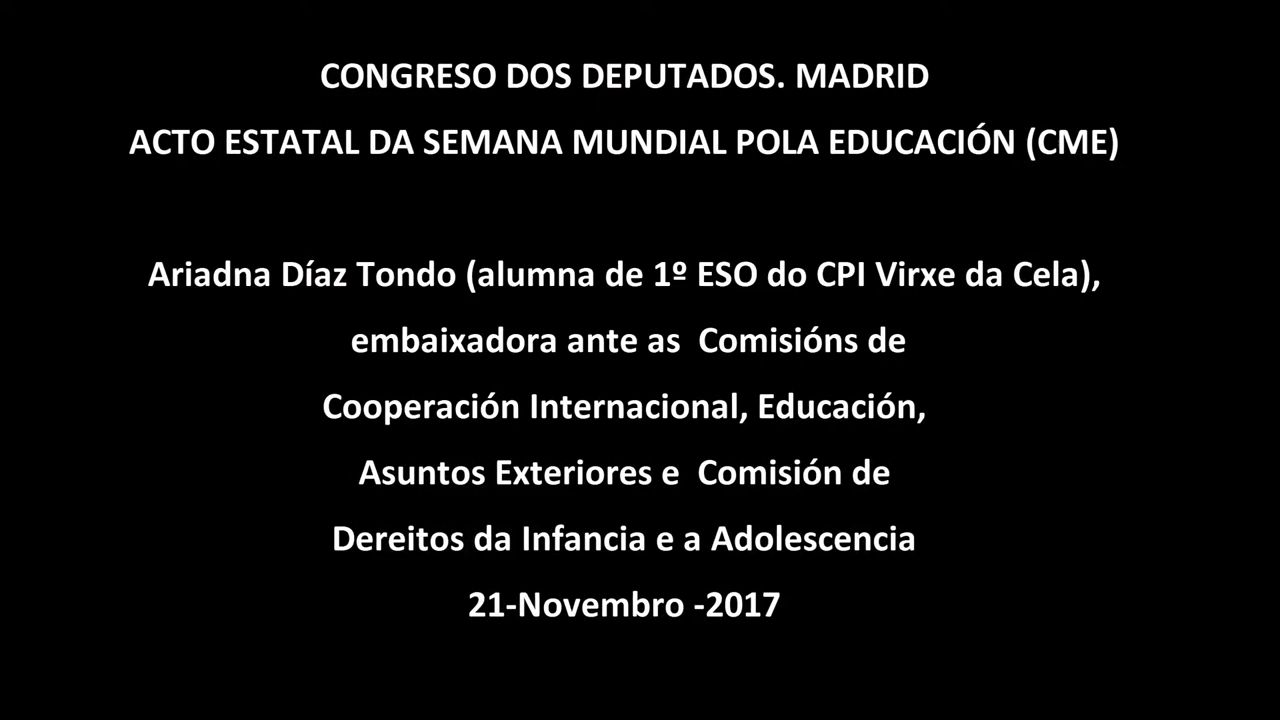 CONGRESO DOS DEPUTADOS. MADRID
ACTO ESTATAL DA SEMANA MUNDIAL POLA EDUCACIÓN (CME)
Ariadna Díaz Tondo (alumna de 1º ESO do CPI Virxe da Cela),
embaixadora ante as Comisións de
Cooperación Internacional, Educación,
Asuntos Exteriores e Comisión de
Dereitos da Infancia e a Adolescencia
21-Novembro -2017